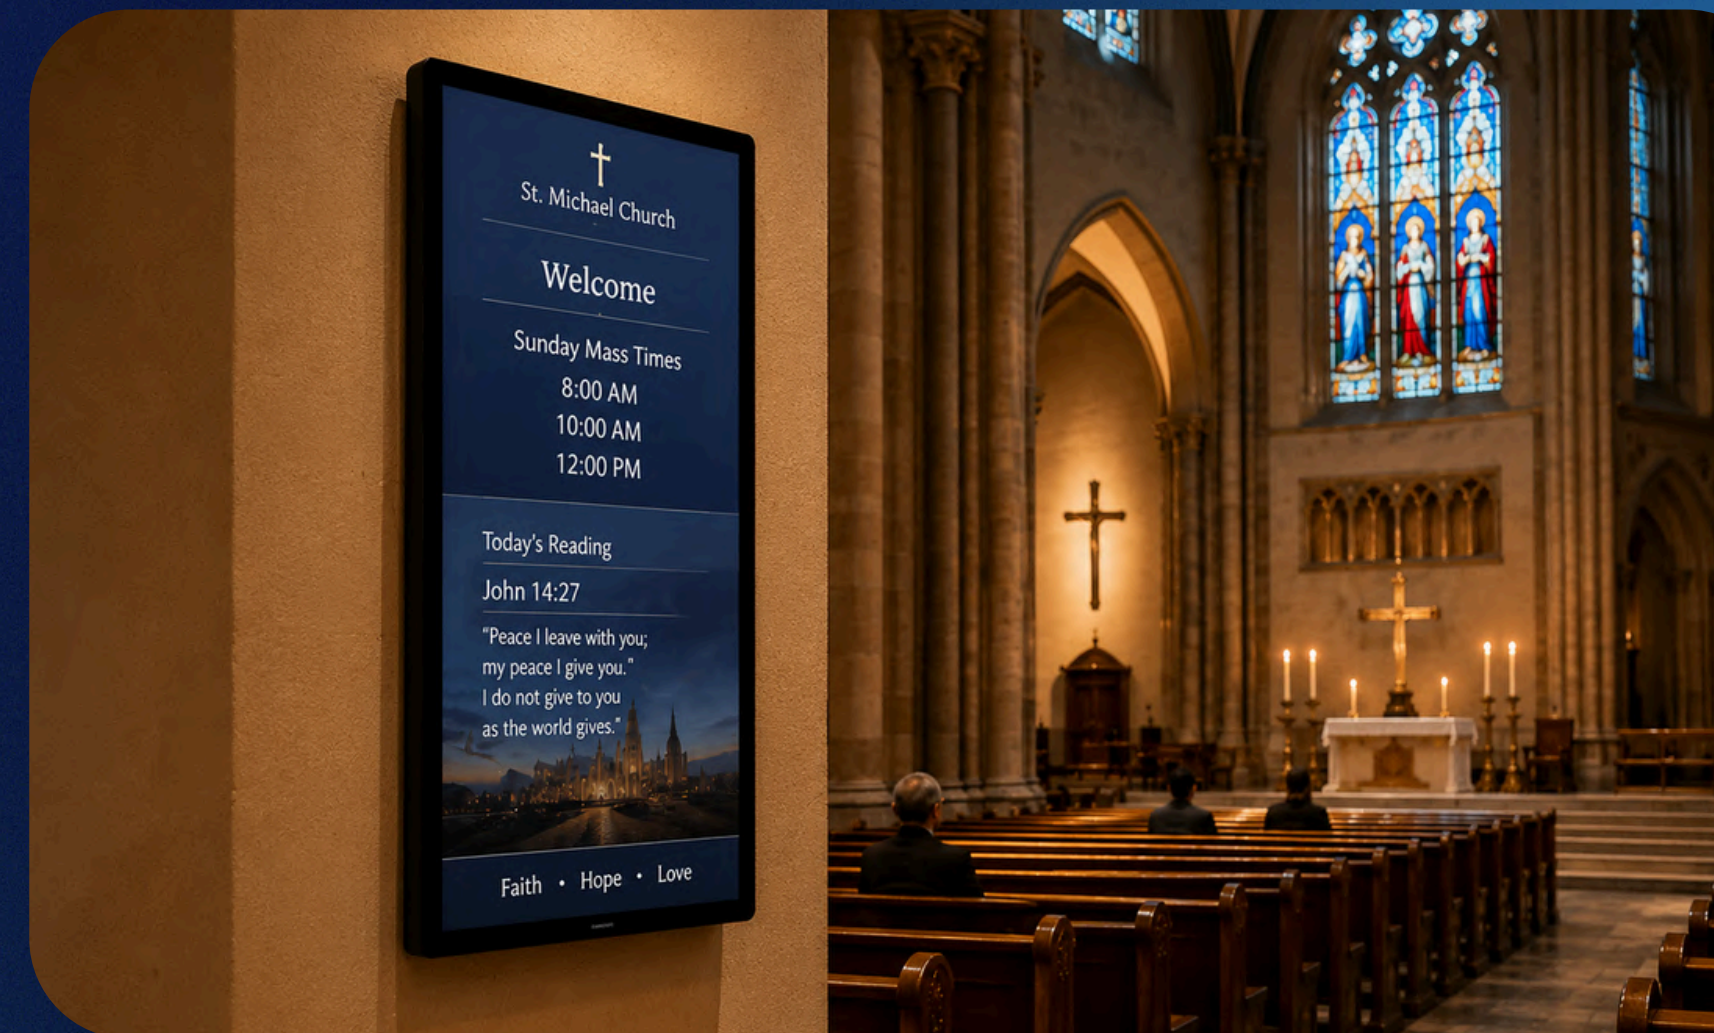 St. Michael Church
Welcome
Sunday Mass Times
8:00 AM
10:00 AM
12:00 PM
Today's Reading
John 14:27
"Peace I leave with you;
my peace I give you."
I do not give to you
as the world gives."
Faith • Hope • Love